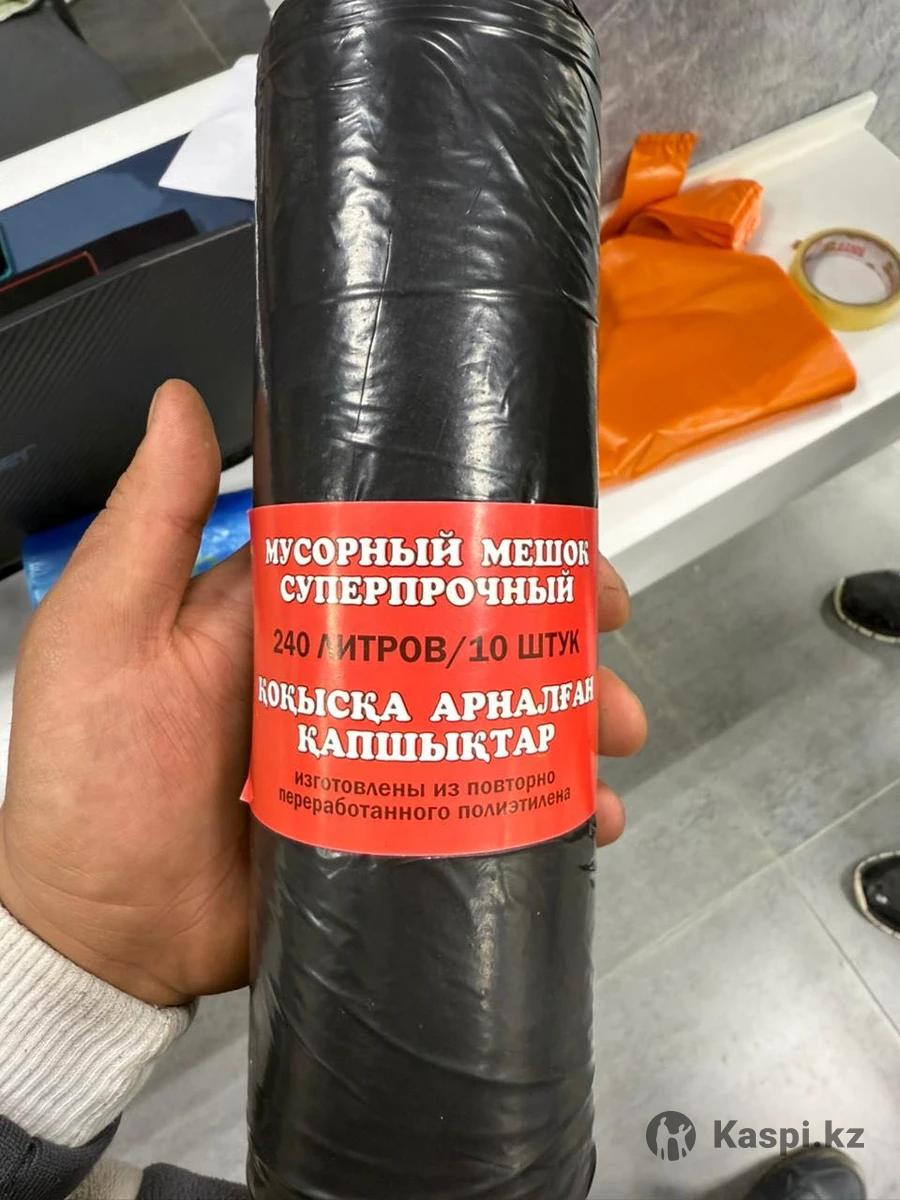 МУСОРНЫЙ МЕШОК
СУПЕРПРОЧНЫЙ
240 ЛИТРОВ/10 ШТУК
ҚОҚЫСҚА АРНАЛҒАН
ҚАПШЫҚТАР
изготовлены из повторно
переработанного полиэтилена
Kaspi.kz